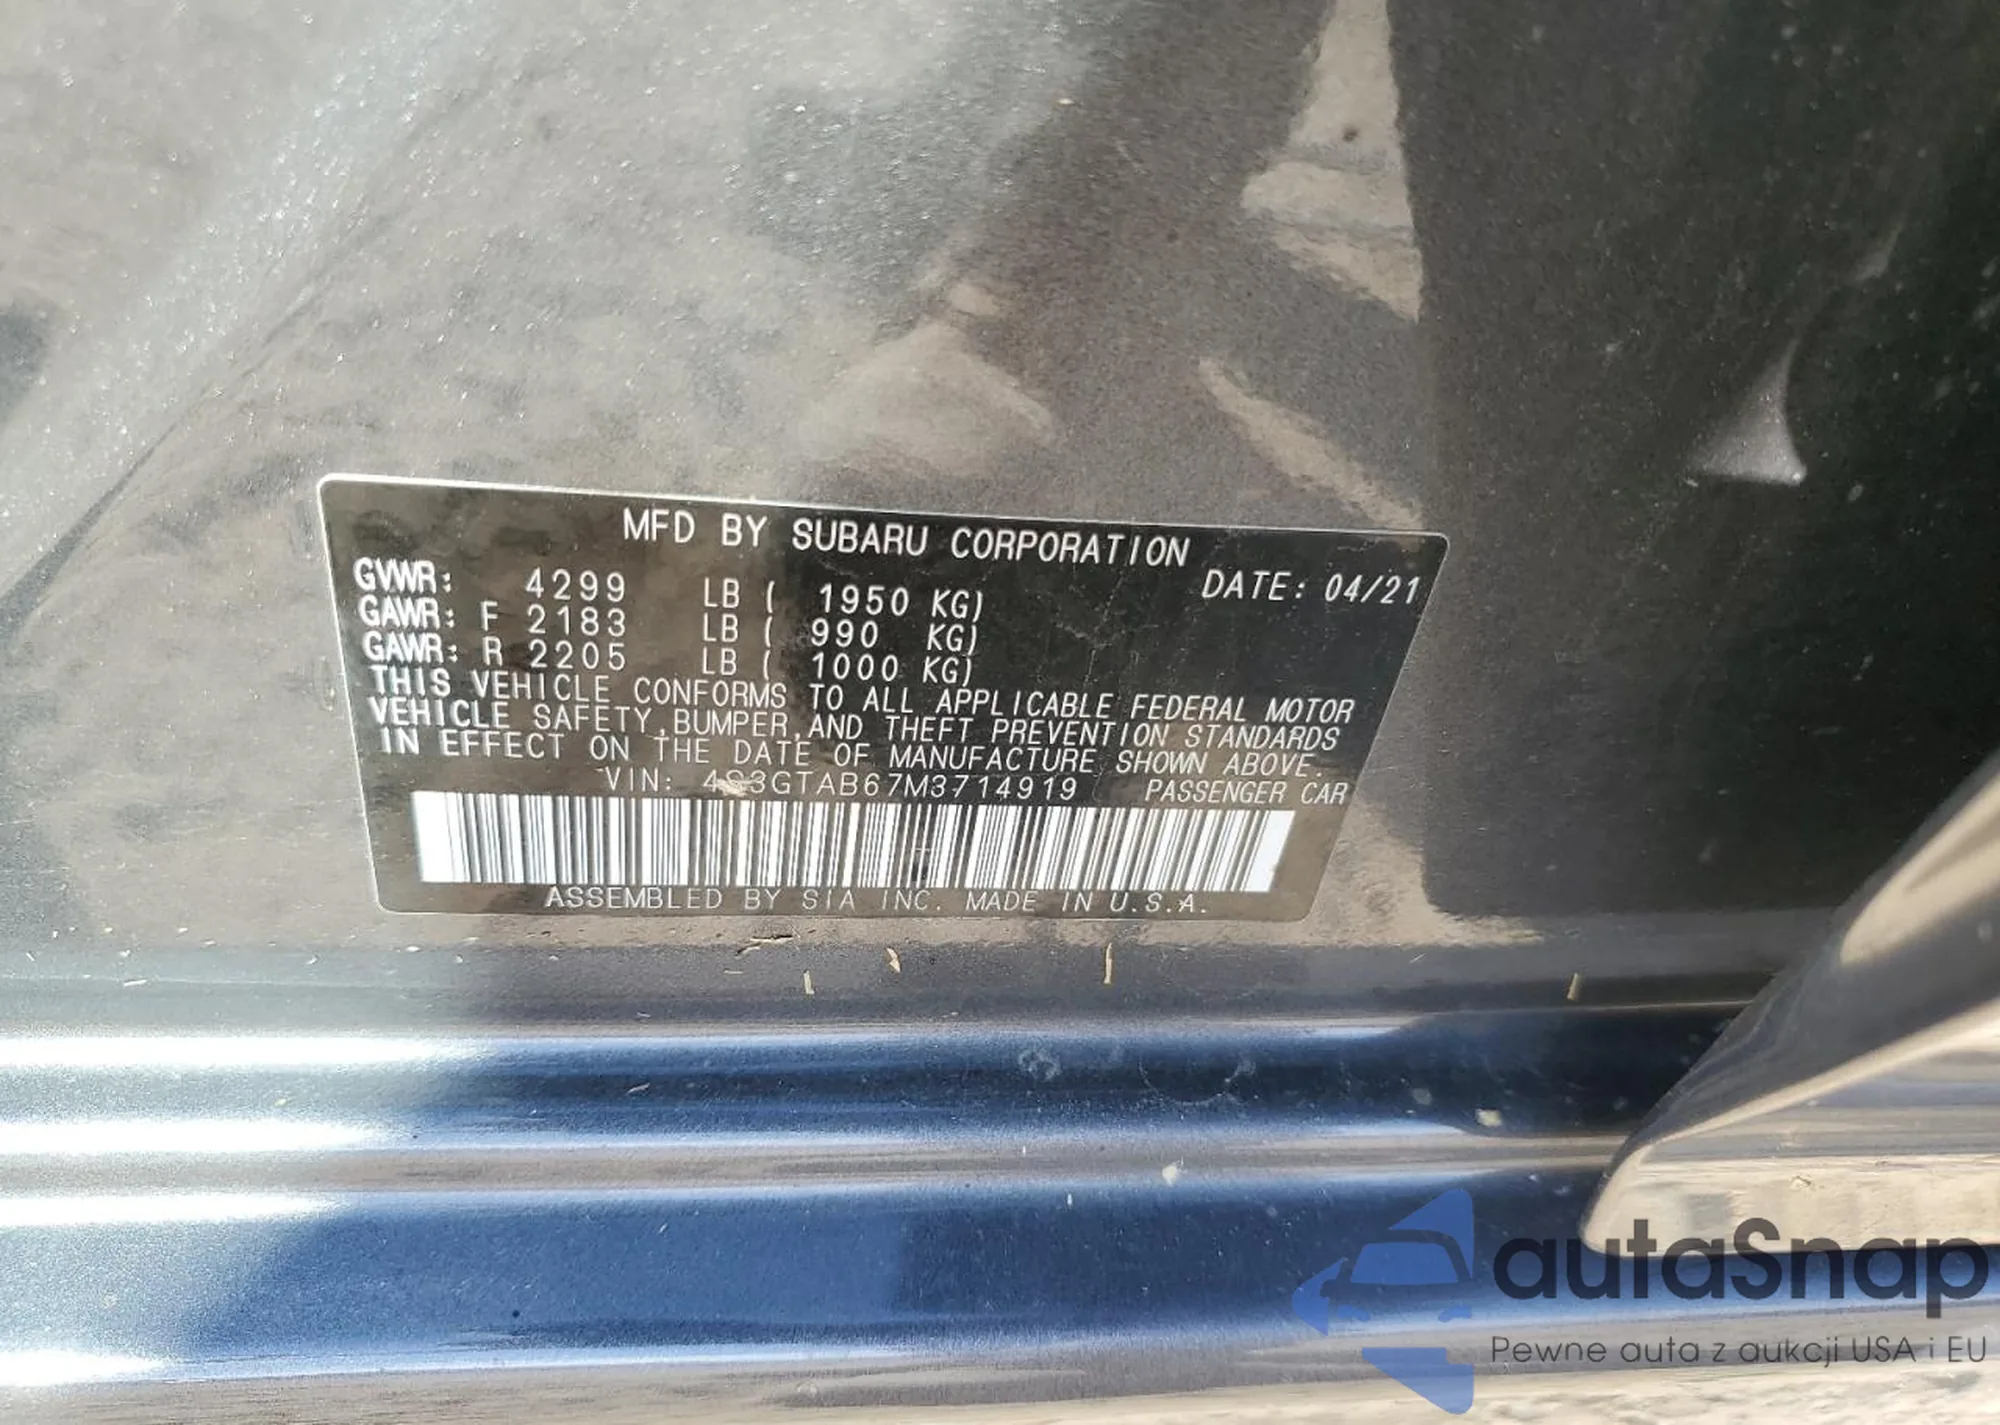 MFD BY SUBARU CORPORATION
DATE: 04/21
GVWR: 4299 LB ( 1950 KG)
GAWR: F 2183 LB ( 990 KG)
GAWR: R 2205 LB ( 1000 KG)
THIS VEHICLE CONFORMS TO ALL APPLICABLE FEDERAL MOTOR
VEHICLE SAFETY,BUMPER,AND THEFT PREVENTION STANDARDS
IN EFFECT ON THE DATE OF MANUFACTURE SHOWN ABOVE.
VIN: 4S3GTAB67M3714919 PASSENGER CAR
ASSEMBLED BY SIA INC. MADE IN U.S.A.
autaSnap
Pewne auta z aukcji USA i EU